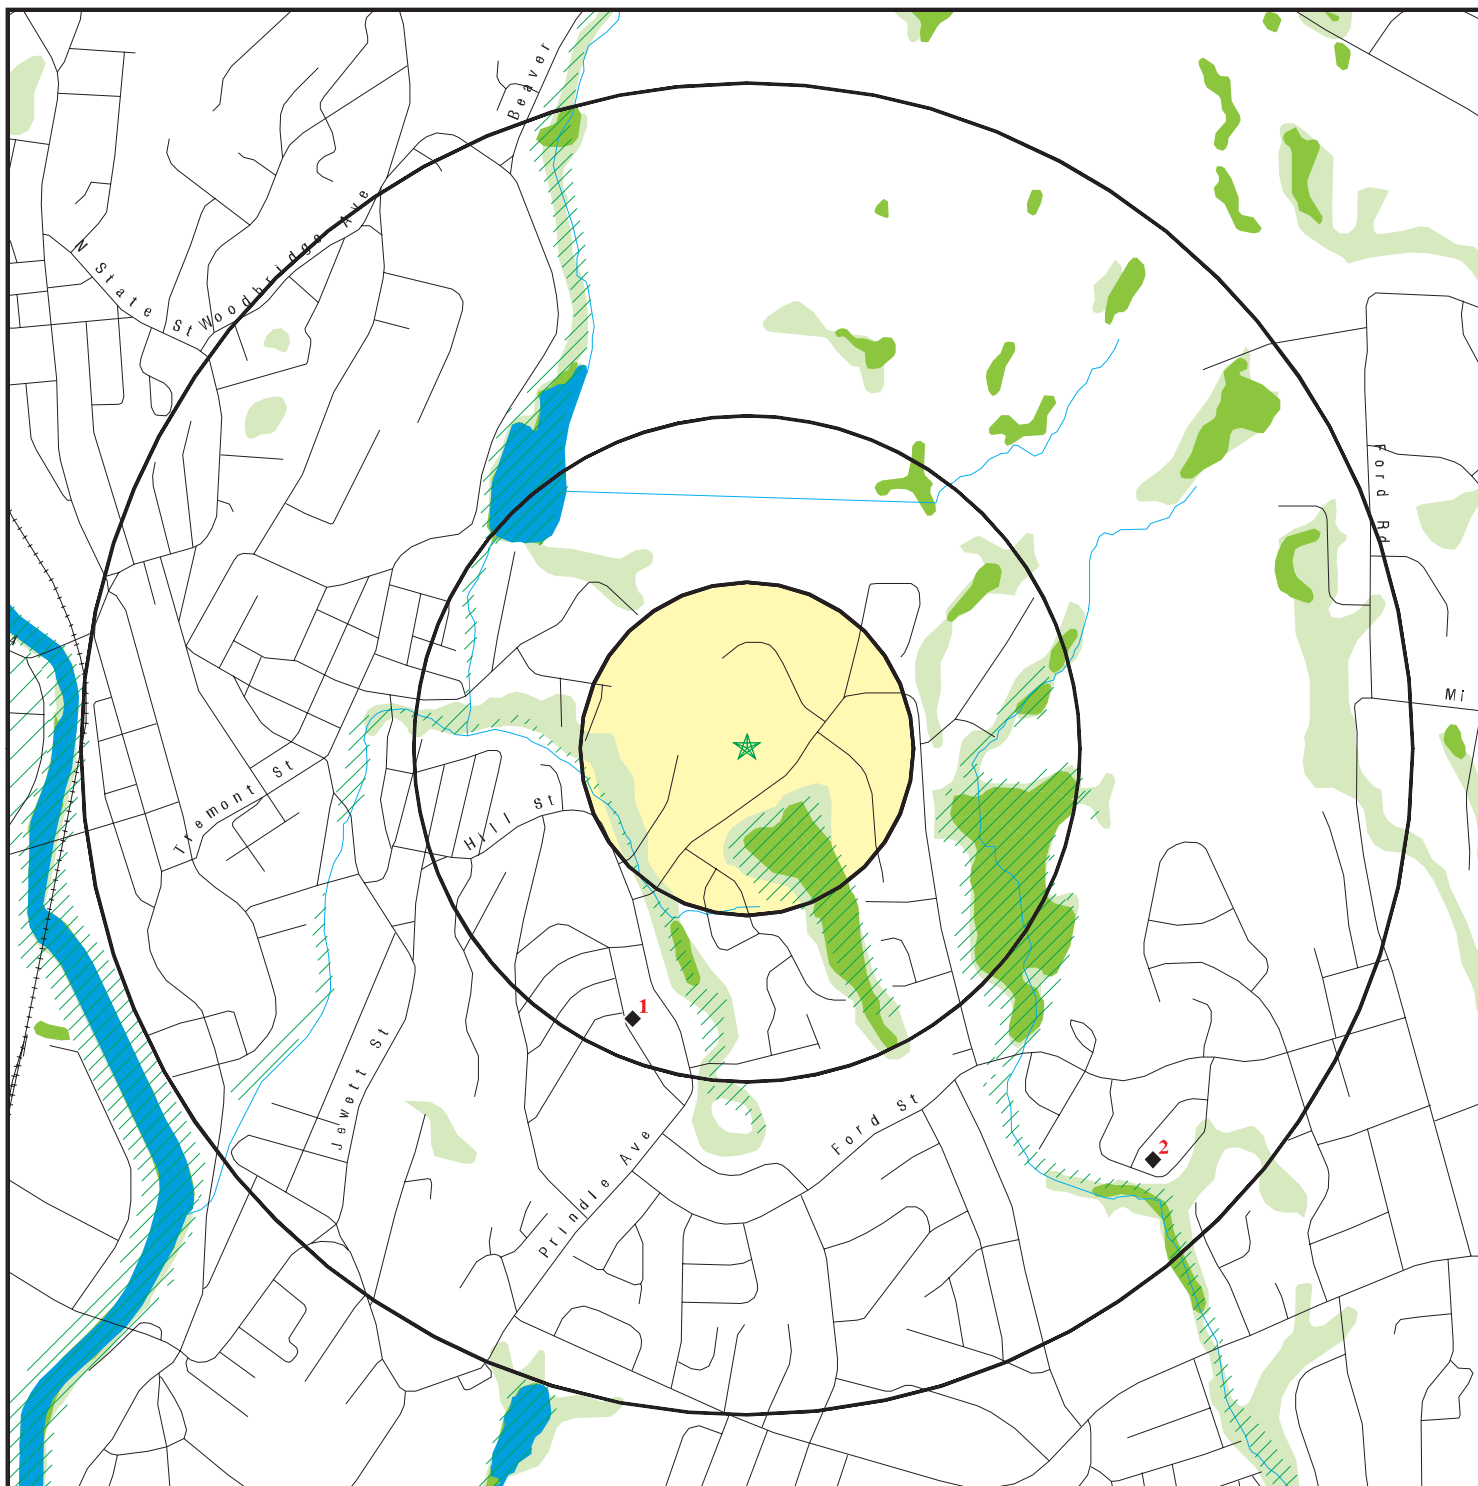 Beaver
N State St
Woodbridge Ave
Ford Rd
4
Mi
Tremont St
Hill St
1
Jewett St
Prindle Ave
Ford St
2